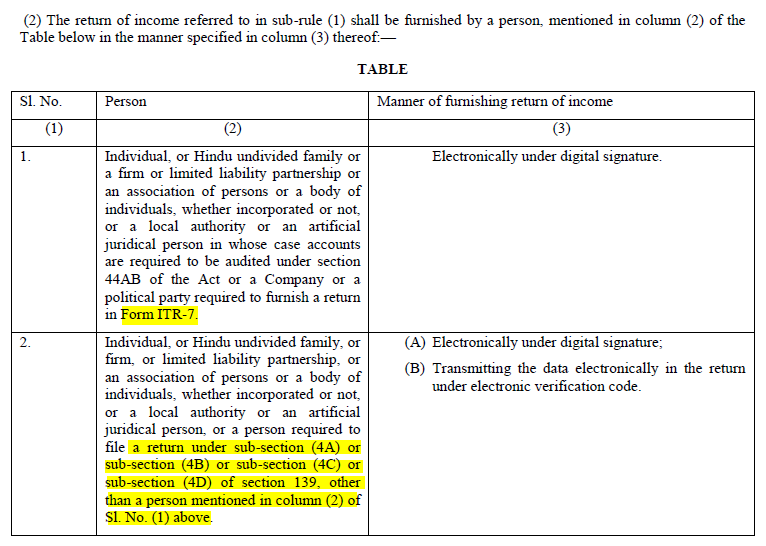 (2) The return of income referred to in sub-rule (1) shall be furnished by a person, mentioned in column (2) of the
Table below in the manner specified in column (3) thereof:—
TABLE
Sl. No.
Person
Manner of furnishing return of income
(1)
(2)
(3)
1.
Individual, or Hindu undivided family or
a firm or limited liability partnership or
an association of persons or a body of
individuals, whether incorporated or not,
or a local authority or an artificial
juridical person in whose case accounts
are required to be audited under section
44AB of the Act or a Company or a
political party required to furnish a return
in Form ITR-7.
Electronically under digital signature.
2.
Individual, or Hindu undivided family, or
firm, or limited liability partnership, or
an association of persons or a body of
individuals, whether incorporated or not,
or a local authority or an artificial
juridical person, or a person required to
file a return under sub-section (4A) or
sub-section (4B) or sub-section (4C) or
sub-section (4D) of section 139, other
than a person mentioned in column (2) of
Sl. No. (1) above.
(A) Electronically under digital signature;
(B) Transmitting the data electronically in the return
under electronic verification code.